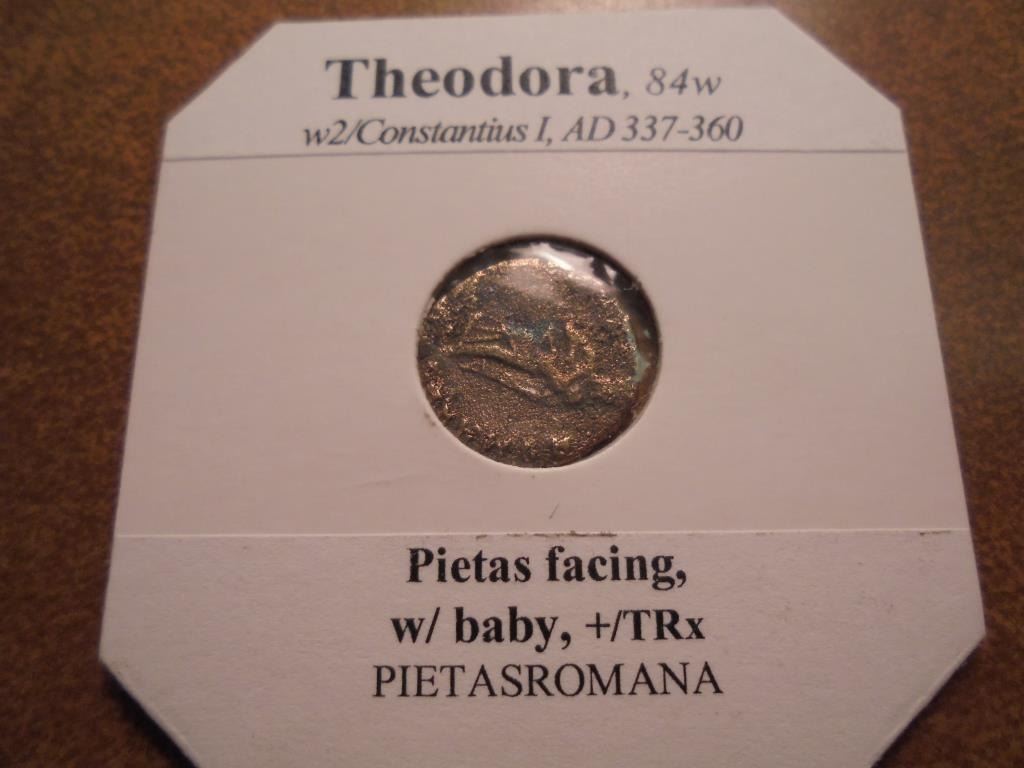 Theodora, 84w
w2/Constantius I, AD 337-360
Pietas facing,
w/ baby, +/TRx
PIETASROMANA